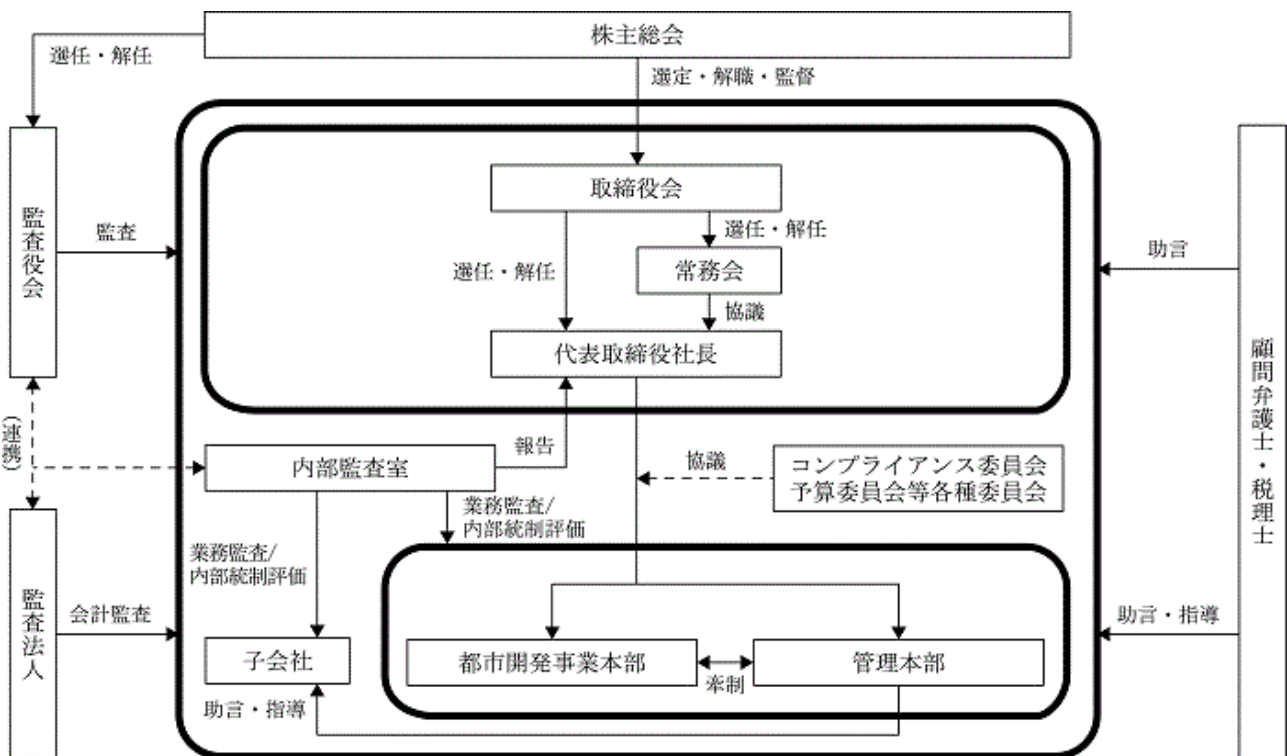 株主総会
選任・解任
選定・解職・監督
取締役会
監査役会
監査
選任・解任
助言
選任・解任
常務会
協議
代表取締役社長
顧問弁護士・税理士
(連携)
報告
内部監査室
協議
コンプライアンス委員会
予算委員会等各種委員会
業務監査/
内部統制評価
業務監査/
内部統制評価
監査法人
会計監査
助言・指導
子会社
都市開発事業本部
管理本部
牽制
助言・指導